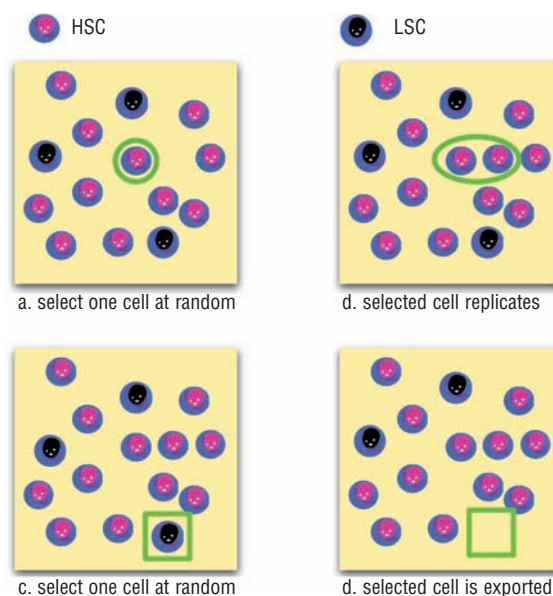 HSC
LSC
a. select one cell at random
d. selected cell replicates
c. select one cell at random
d. selected cell is exported